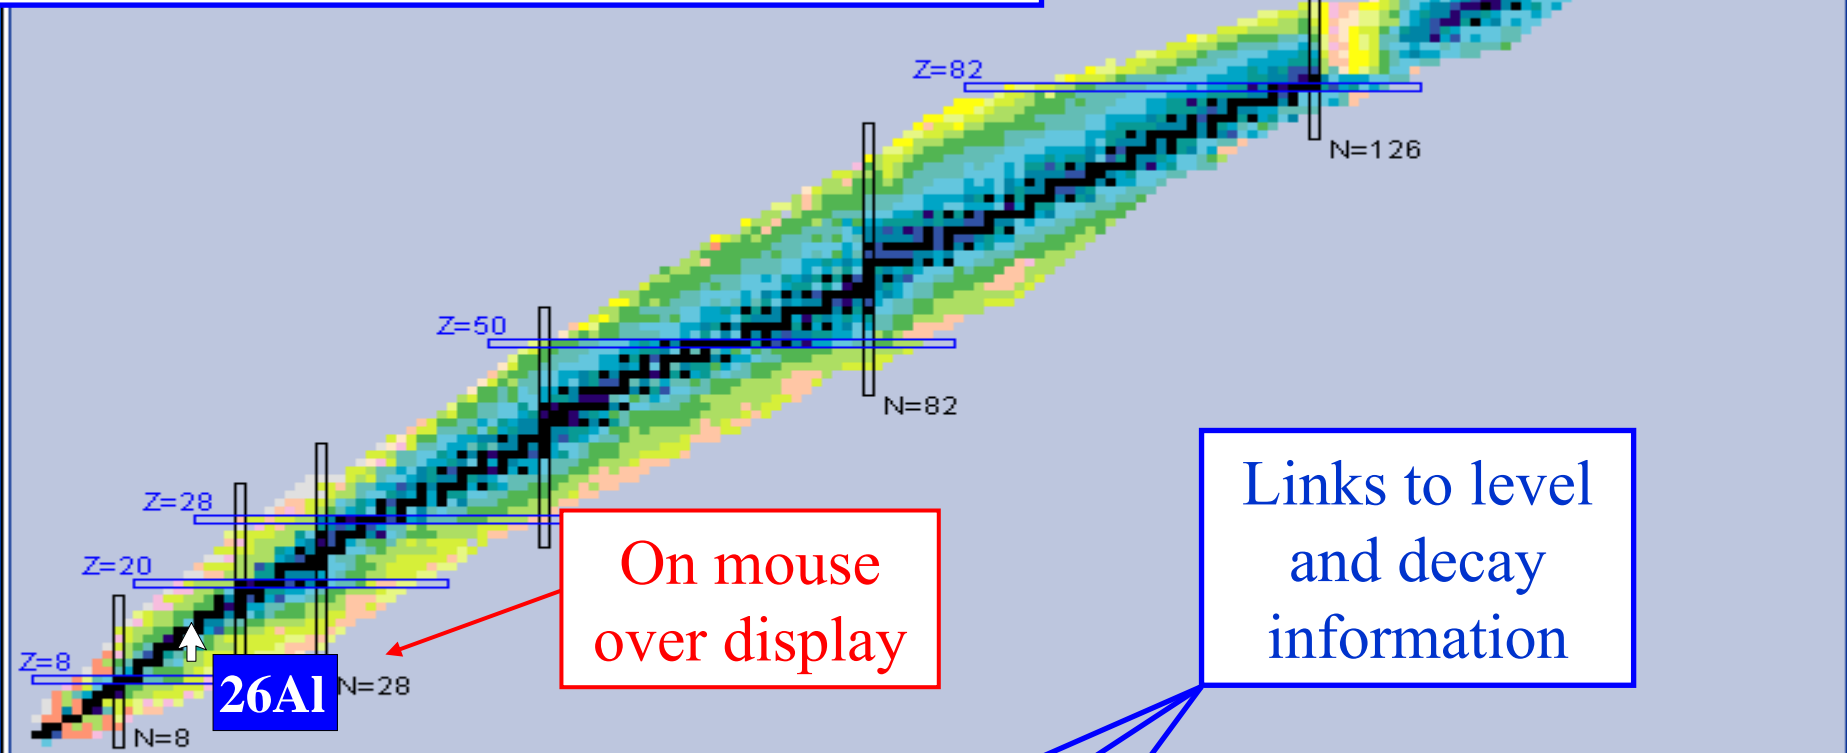 Z=82
N=126
Z=50
N=82
Z=28
Z=20
Z=8
26Al
N=28
N=8
On mouse
over display
Links to level
and decay
information